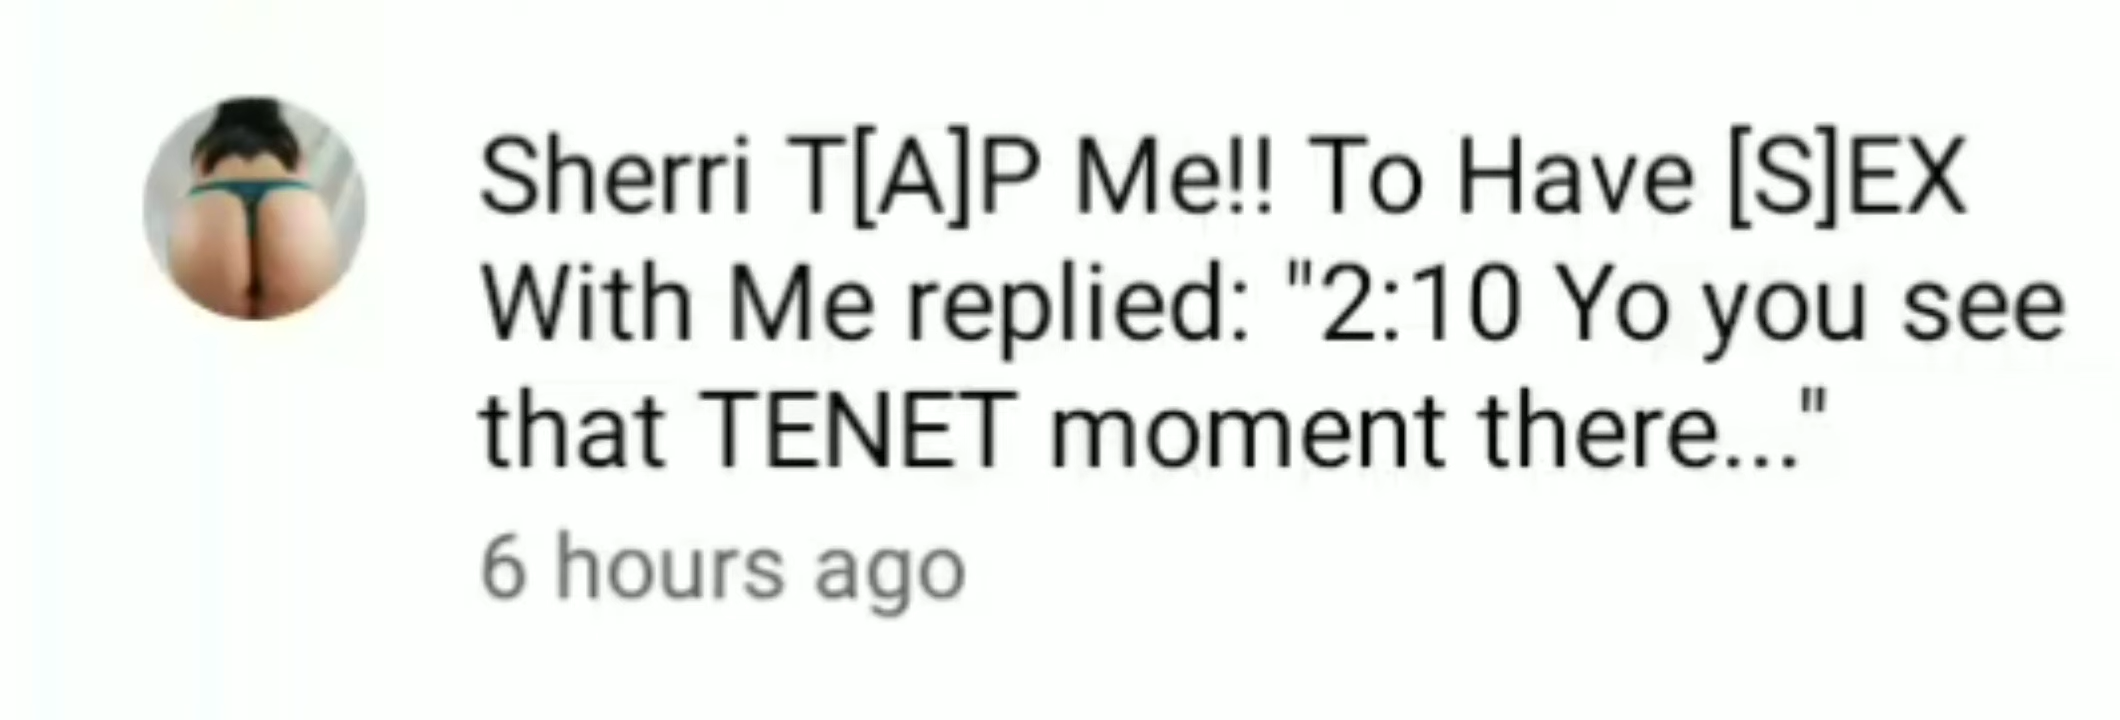 Sherri T[A]P Me!! To Have [S]EX
With Me replied: "2:10 Yo you see
that TENET moment there..."
6 hours ago